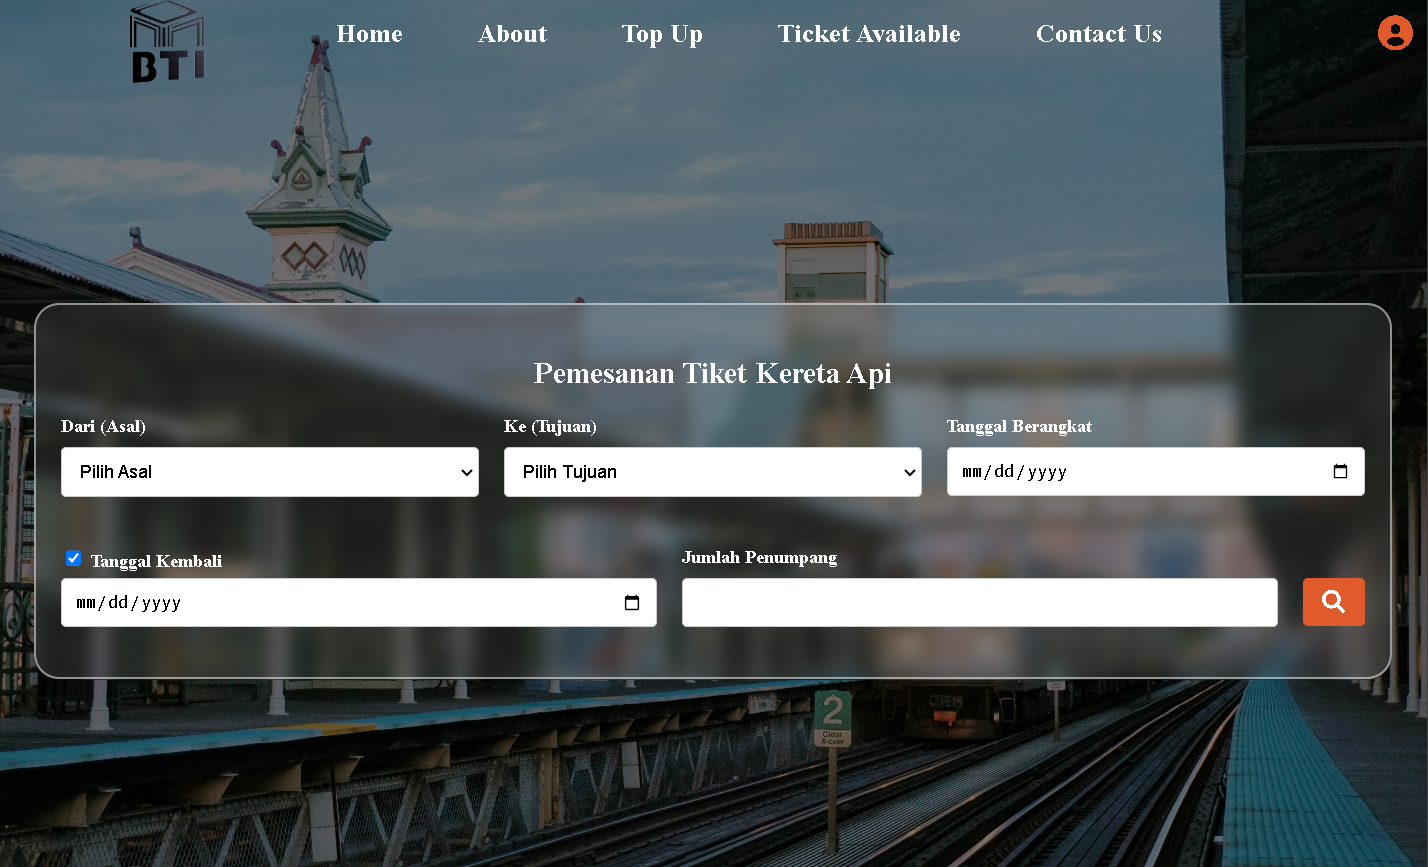 BTI
Home
About
Top Up
Ticket Available
Contact Us
Pemesanan Tiket Kereta Api
Dari (Asal)
Ke (Tujuan)
Tanggal Berangkat
Pilih Asal
Pilih Tujuan
mm/dd/yyyy
Tanggal Kembali
Jumlah Penumpang
mm/dd/yyyy
2
Clear
X-over